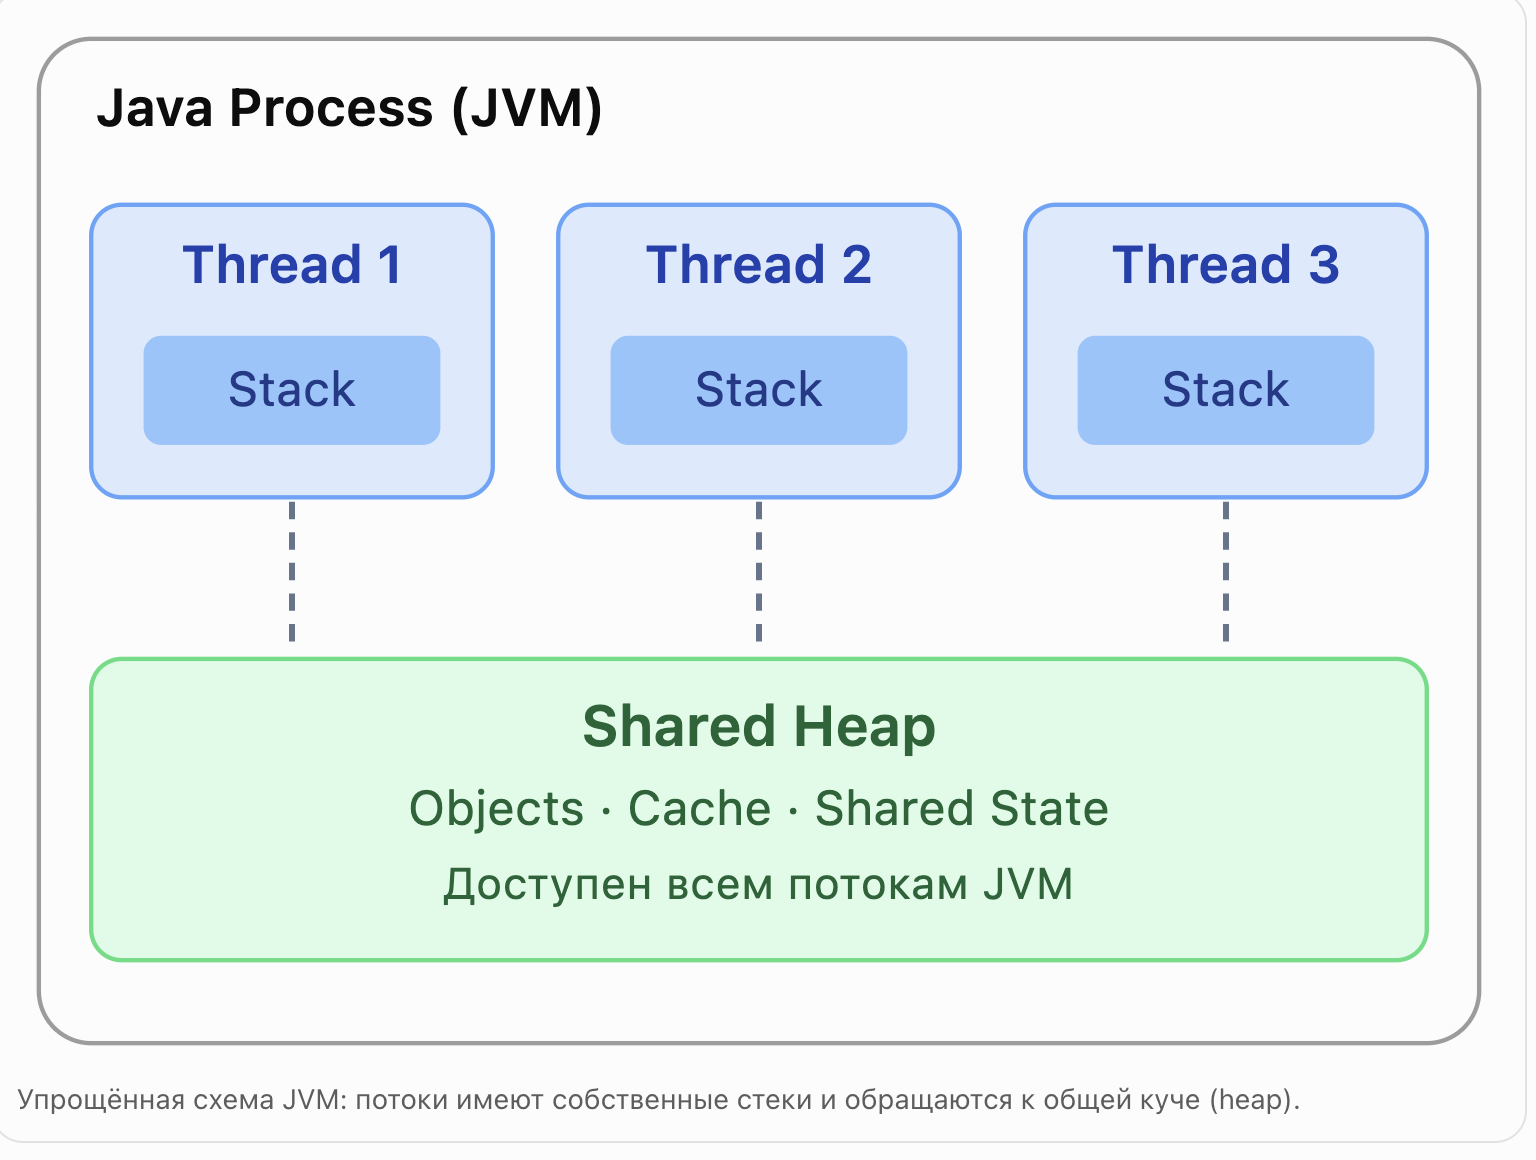 Java Process (JVM)
Thread 1
Thread 2
Thread 3
Stack
Stack
Stack
Shared Heap
Objects · Cache · Shared State
Доступен всем потокам JVM
Упрощённая схема JVM: потоки имеют собственные стеки и обращаются к общей куче (heap).